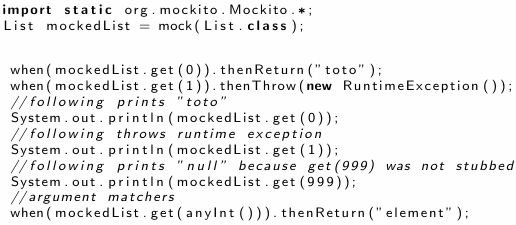 import static org.mockito.Mockito.*;
List mockedList = mock(List.class);
when(mockedList.get(0)).thenReturn("toto");
when(mockedList.get(1)).thenThrow(new RuntimeException());
//following prints "toto"
System.out.println(mockedList.get(0));
//following throws runtime exception
System.out.println(mockedList.get(1));
//following prints "null" because get(999) was not stubbed
System.out.println(mockedList.get(999));
//argument matchers
when(mockedList.get(anyInt())).thenReturn("element");